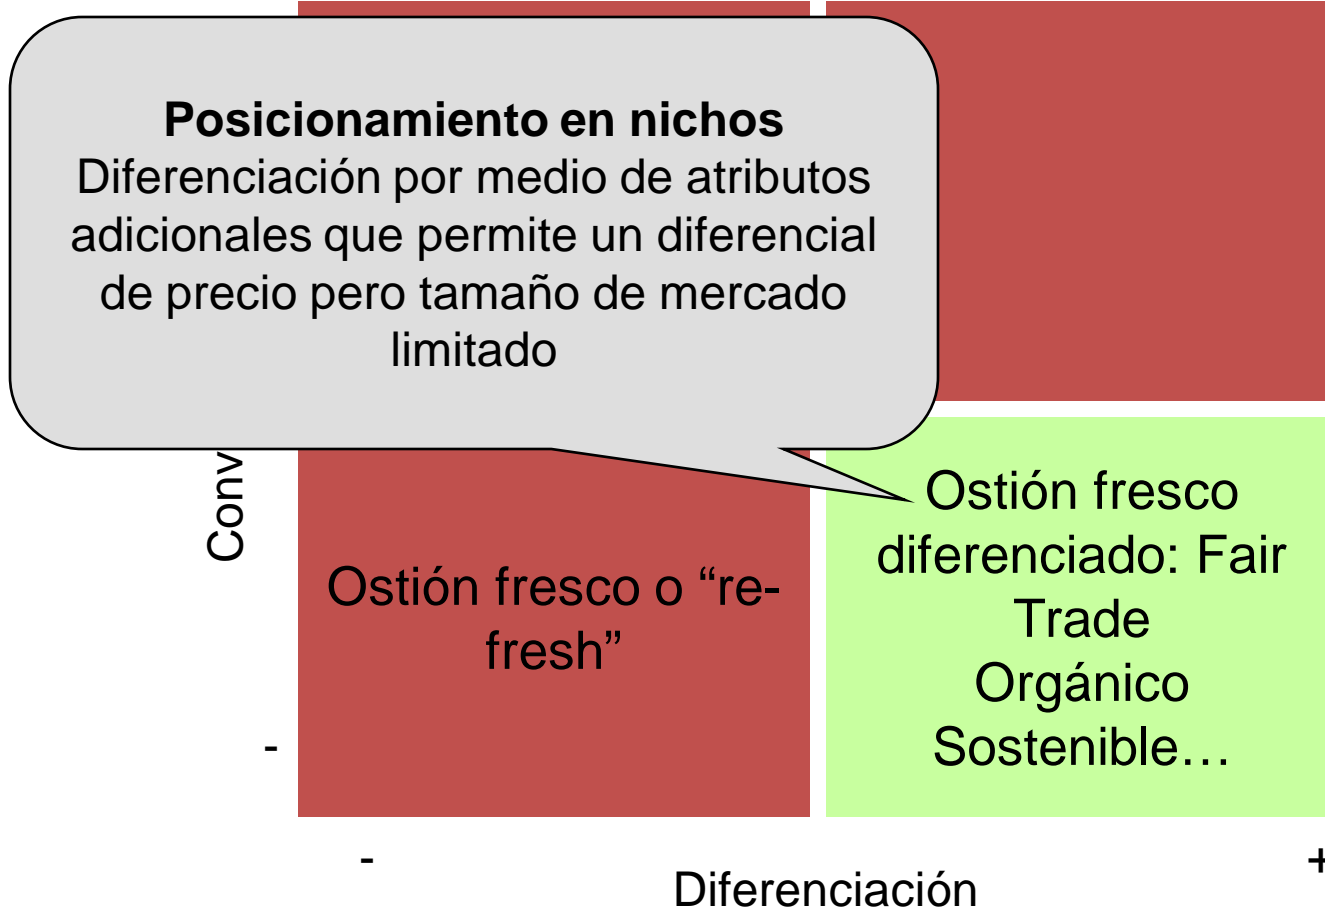 Posicionamiento en nichos
Diferenciación por medio de atributos
adicionales que permite un diferencial
de precio pero tamaño de mercado
limitado
Conv
Ostión fresco o “re-
fresh”
Ostión fresco
diferenciado: Fair
Trade
Orgánico
Sostenible…
-
-
+
Diferenciación